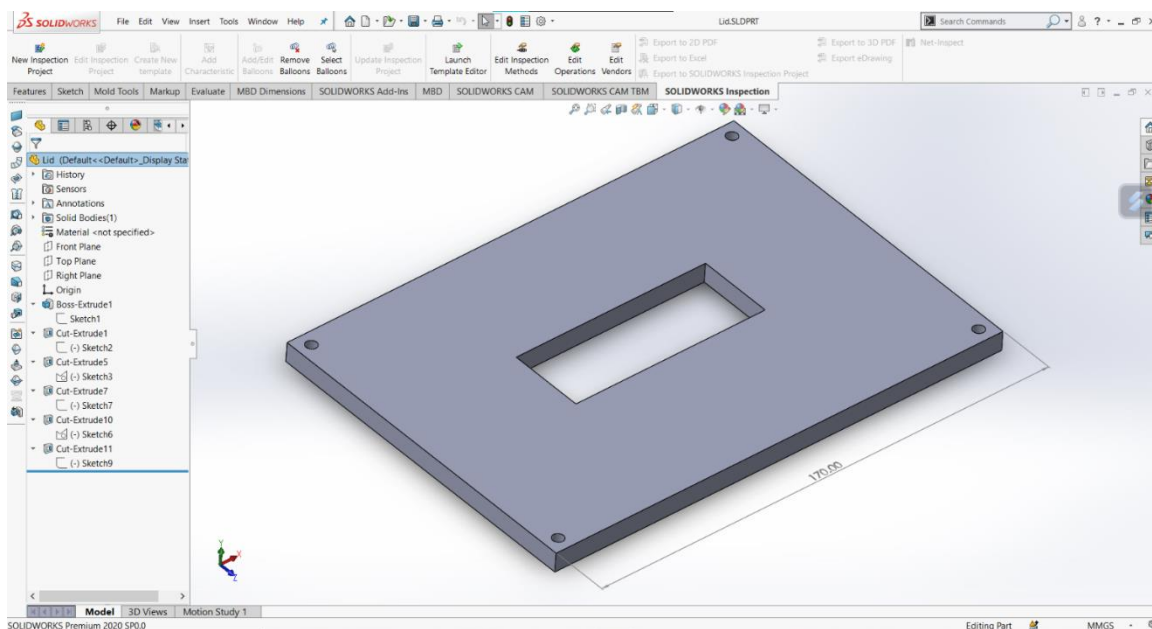 SOLIDWORKS File Edit View Insert Tools Window Help Lid.SLDPRT Search Commands ?
New Inspection Project
Edit Inspection Project
Create New template
Add Characteristic
Add/Edit Balloons
Remove Balloons
Select Balloons
Update Inspection Project
Launch Template Editor
Edit Inspection Methods
Edit Operations
Edit Vendors
Export to 2D PDF
Export to Excel
Export to SOLIDWORKS Inspection Project
Export to 3D PDF
Export eDrawing
Net-Inspect
Features Sketch Mold Tools Markup Evaluate MBD Dimensions SOLIDWORKS Add-Ins MBD SOLIDWORKS CAM SOLIDWORKS CAM TBM SOLIDWORKS Inspection
Lid (Default<<Default>_Display Sta
History
Sensors
Annotations
Solid Bodies(1)
Material <not specified>
Front Plane
Top Plane
Right Plane
Origin
Boss-Extrude1
Sketch1
Cut-Extrude1
(-) Sketch2
Cut-Extrude5
(-) Sketch3
Cut-Extrude7
(-) Sketch7
Cut-Extrude10
(-) Sketch6
Cut-Extrude11
(-) Sketch9
170.00
Y
X
Z
Model 3D Views Motion Study 1
SOLIDWORKS Premium 2020 SP0.0 Editing Part MMGS